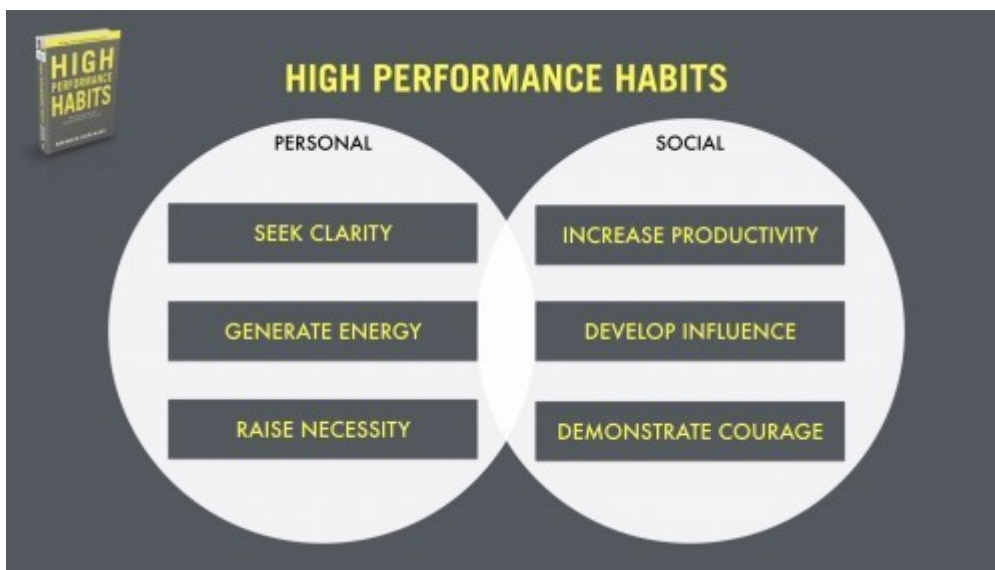 HIGH
PERFORMANCE
HABITS
HIGH PERFORMANCE HABITS
PERSONAL
SEEK CLARITY
GENERATE ENERGY
RAISE NECESSITY
SOCIAL
INCREASE PRODUCTIVITY
DEVELOP INFLUENCE
DEMONSTRATE COURAGE